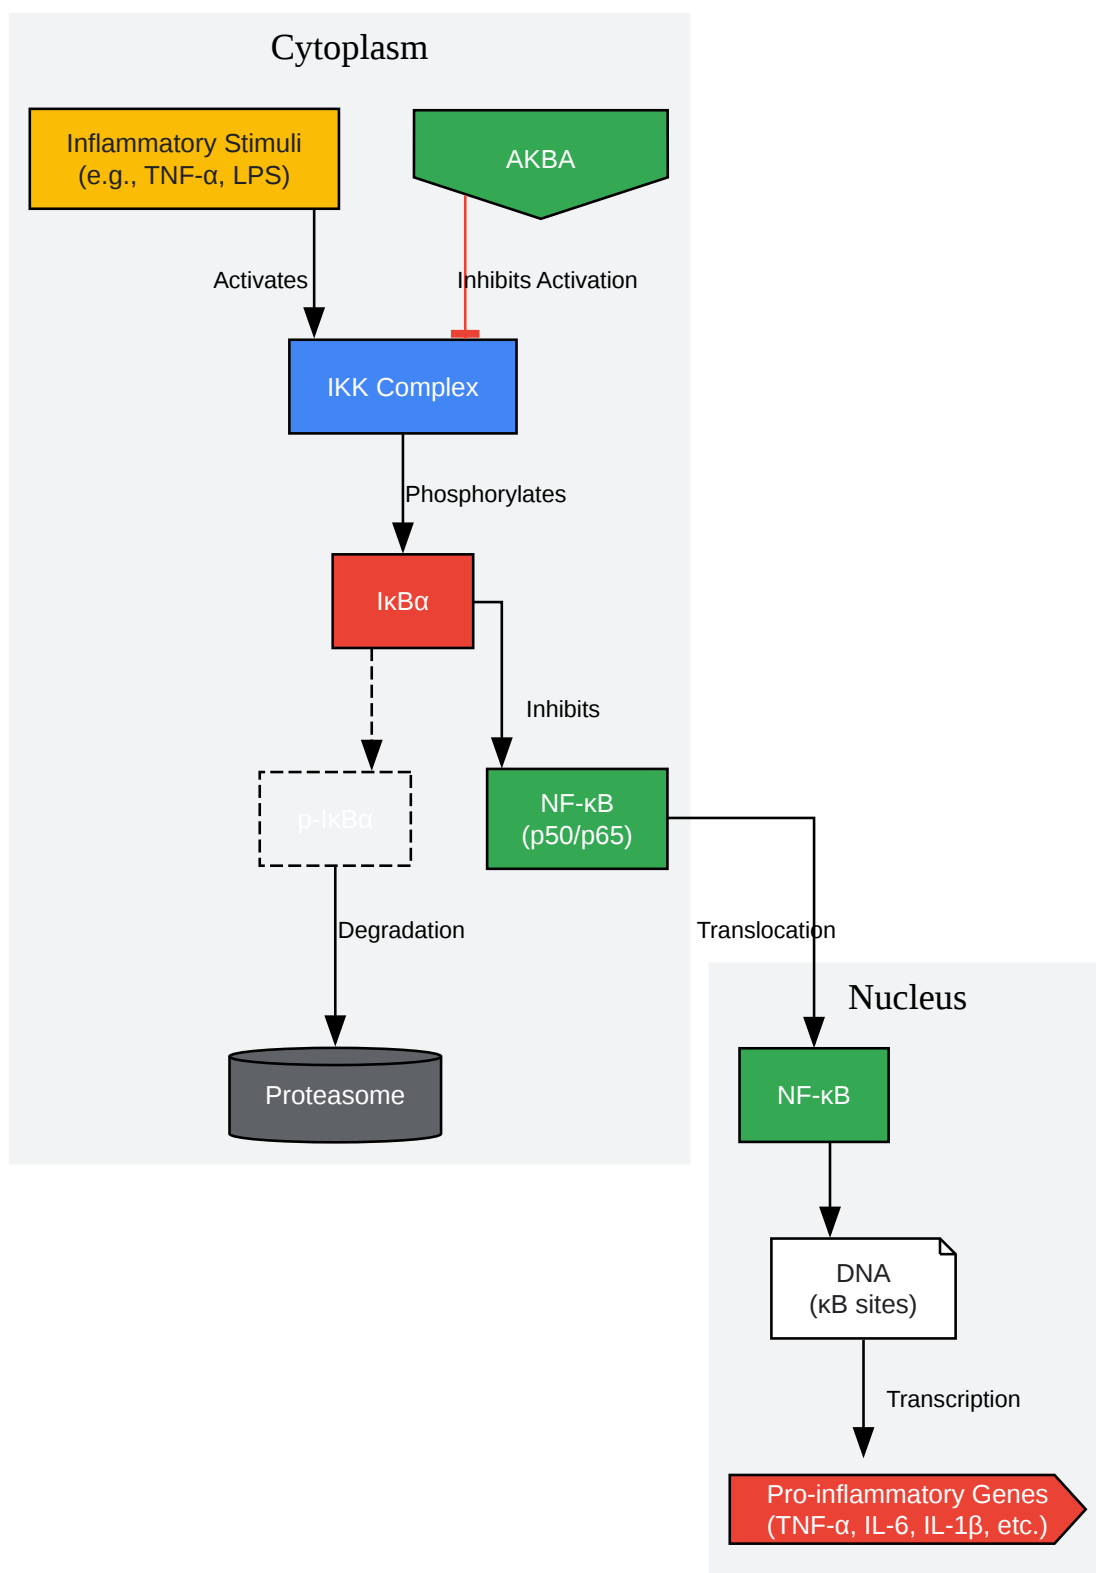 Cytoplasm
Inflammatory Stimuli
(e.g., TNF-α, LPS)
AKBA
Activates
Inhibits Activation
IKK Complex
Phosphorylates
IκBα
Inhibits
p-IκBα
NF-κB
(p50/p65)
Degradation
Translocation
Nucleus
Proteasome
NF-κB
DNA
(κB sites)
Transcription
Pro-inflammatory Genes
(TNF-α, IL-6, IL-1β, etc.)